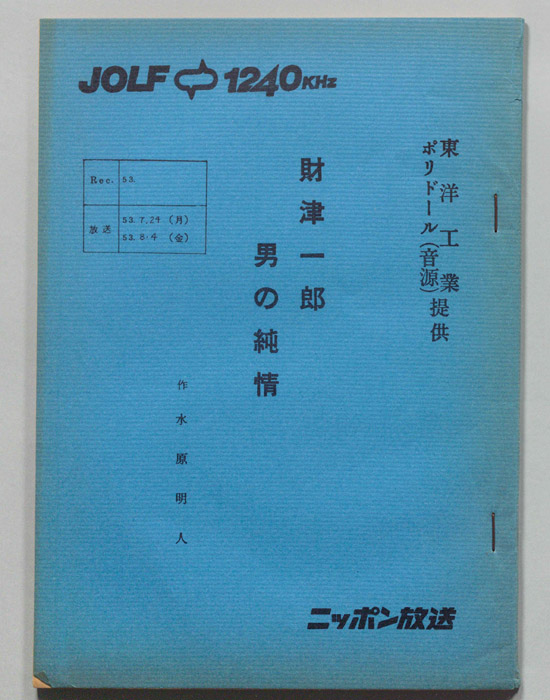 JOLF 1240KHz
東洋工業
ポリドール(音源)提供
財津一郎
男の純情
作 水原明人
Rec. 53.
放送 53.7.24 (月)
53.8.4 (金)
ニッポン放送